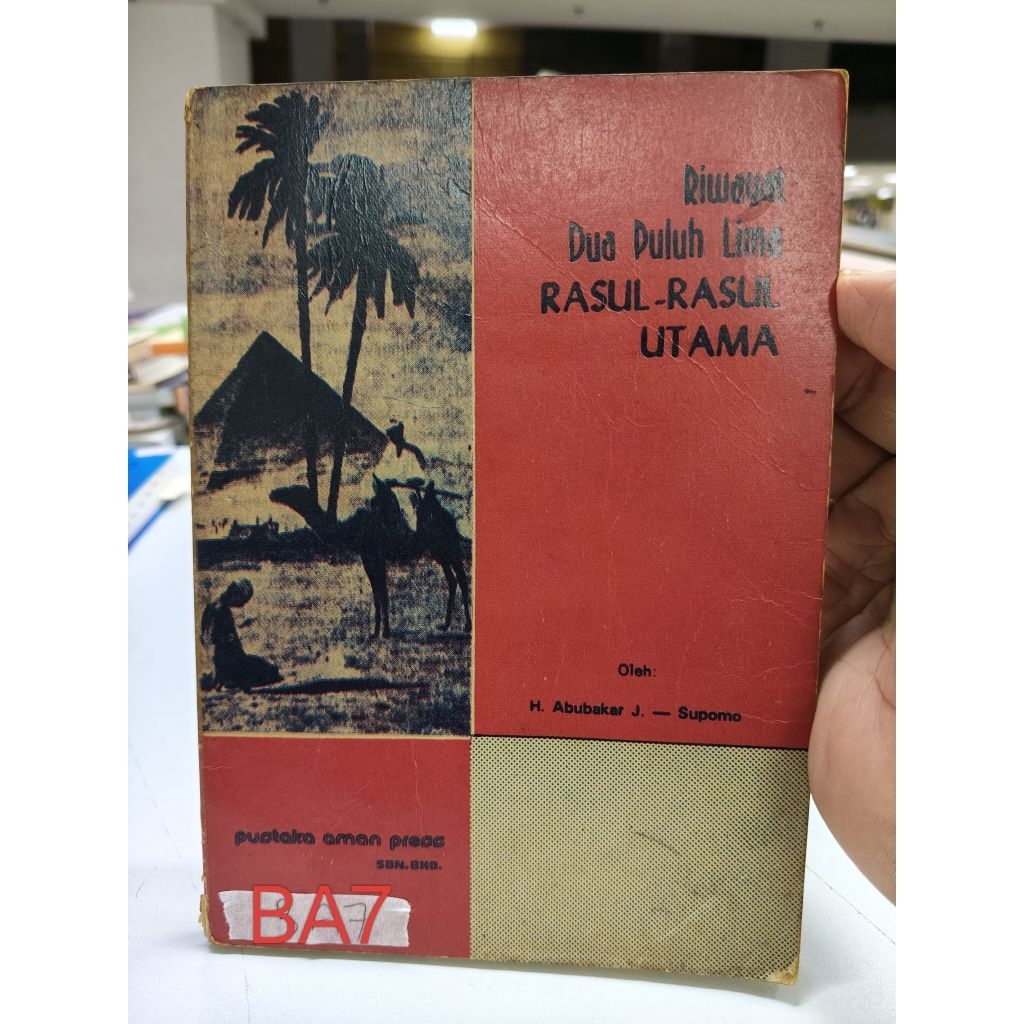 Riwayat
Dua Puluh Lima
RASUL-RASUL
UTAMA
Oleh:
H. Abubakar J. — Supomo
pustaka aman press
SDN. BHD.
BA7